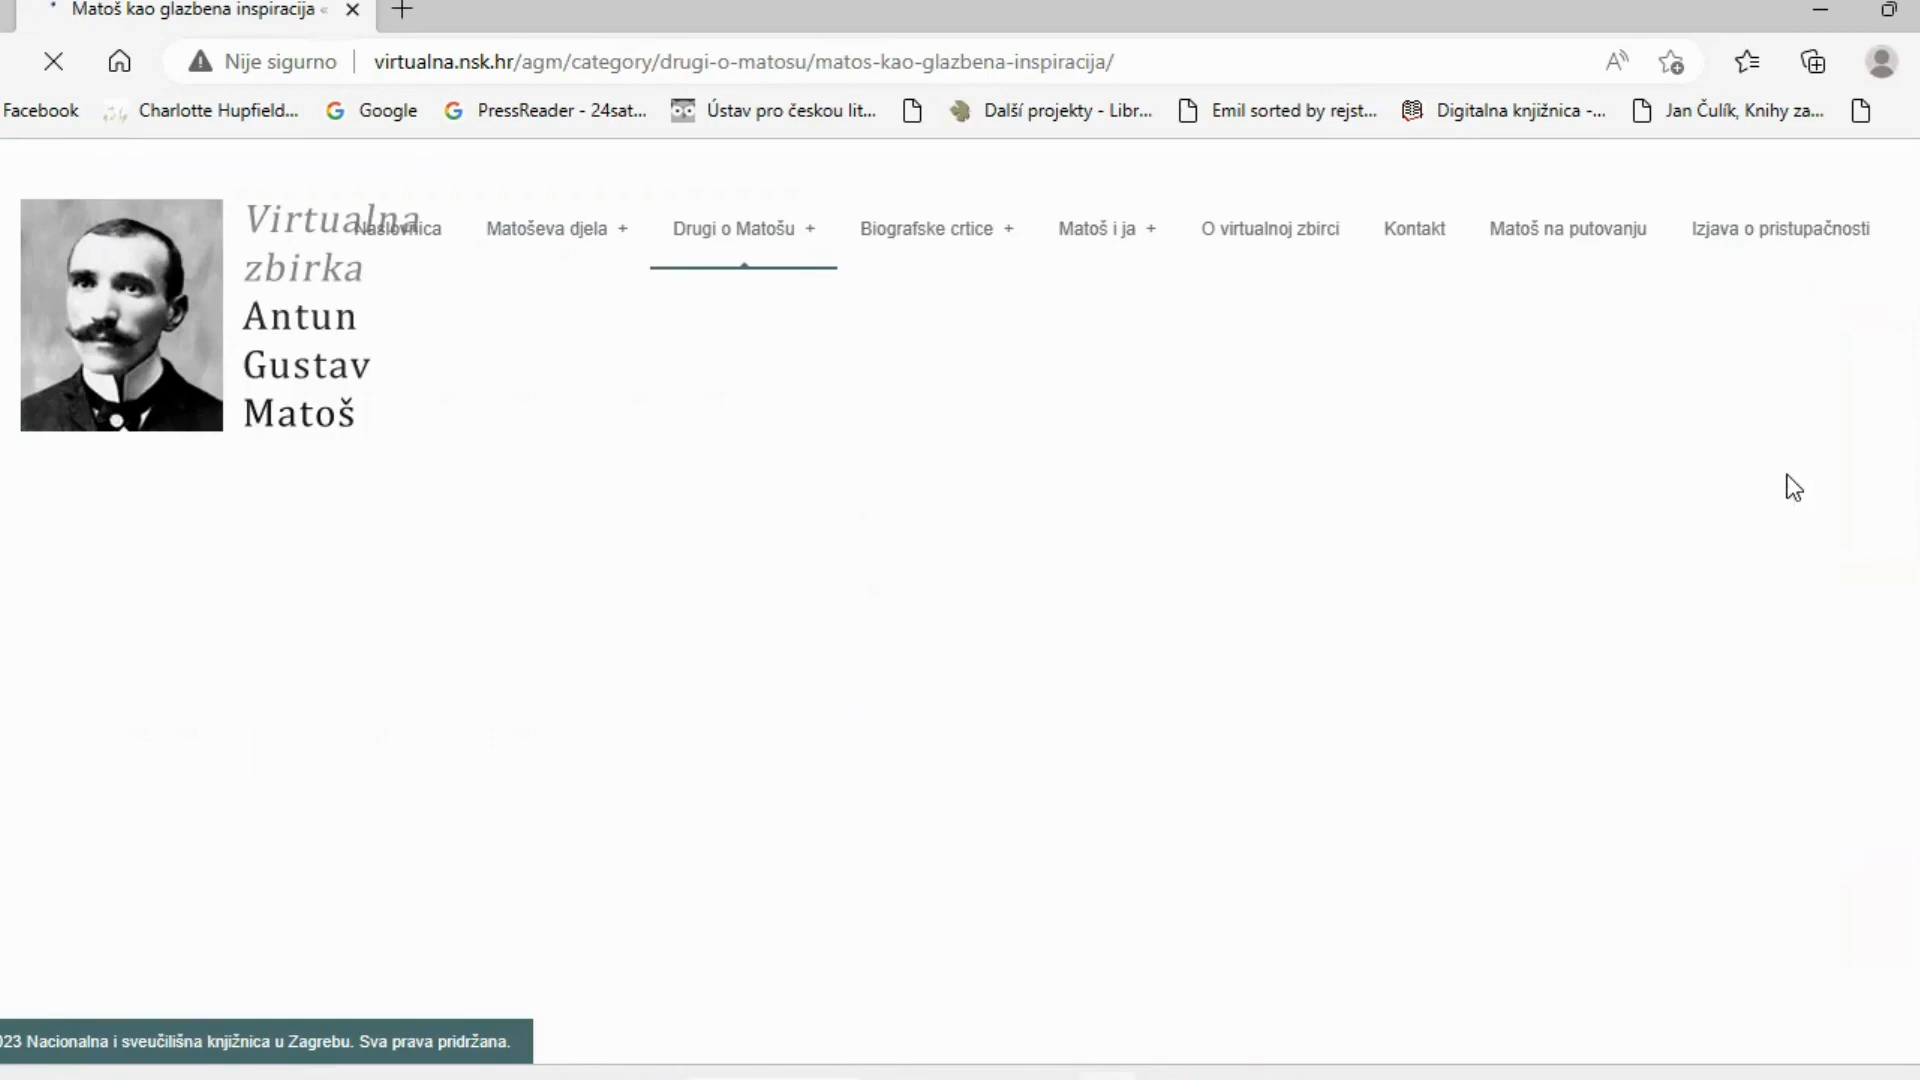 Matoš kao glazbena inspiracija «
Nije sigurno virtualna.nsk.hr/agm/category/drugi-o-matosu/matos-kao-glazbena-inspiracija/
Facebook Charlotte Hupfield... Google PressReader - 24sat... Ústav pro českou lit... Další projekty - Libr... Emil sorted by rejst... Digitalna knjižnica -... Jan Čulík, Knihy za...
Virtualna
zbirka
Antun
Gustav
Matoš
Naslovnica Matoševa djela + Drugi o Matošu + Biografske crtice + Matoš i ja + O virtualnoj zbirci Kontakt Matoš na putovanju Izjava o pristupačnosti
023 Nacionalna i sveučilišna knjižnica u Zagrebu. Sva prava pridržana.